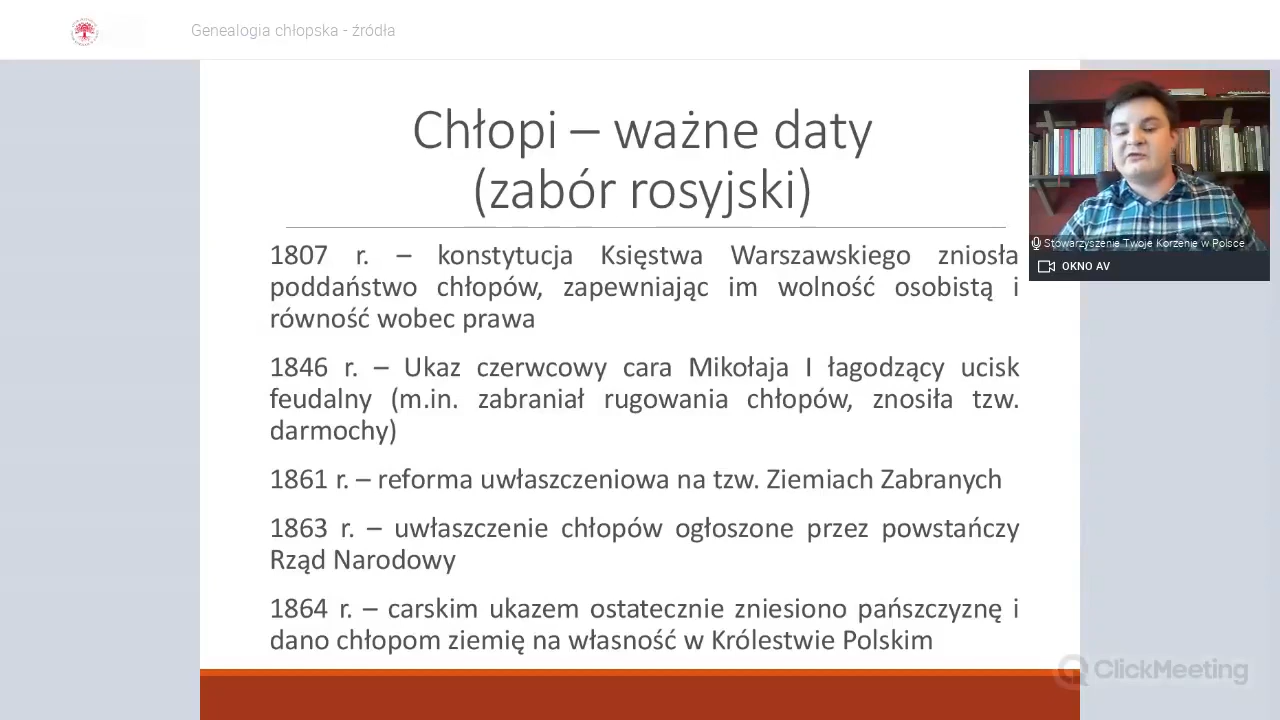 Genealogia chłopska - źródła
Chłopi – ważne daty
(zabór rosyjski)
1807 r. – konstytucja Księstwa Warszawskiego zniosła
poddaństwo chłopów, zapewniając im wolność osobistą i
równość wobec prawa
1846 r. – Ukaz czerwcowy cara Mikołaja I łagodzący ucisk
feudalny (m.in. zabraniał rugowania chłopów, znosiła tzw.
darmochy)
1861 r. – reforma uwłaszczeniowa na tzw. Ziemiach Zabranych
1863 r. – uwłaszczenie chłopów ogłoszone przez powstańczy
Rząd Narodowy
1864 r. – carskim ukazem ostatecznie zniesiono pańszczyznę i
dano chłopom ziemię na własność w Królestwie Polskim
Stowarzyszenie Twoje Korzenie w Polsce
OKNO AV
ClickMeeting